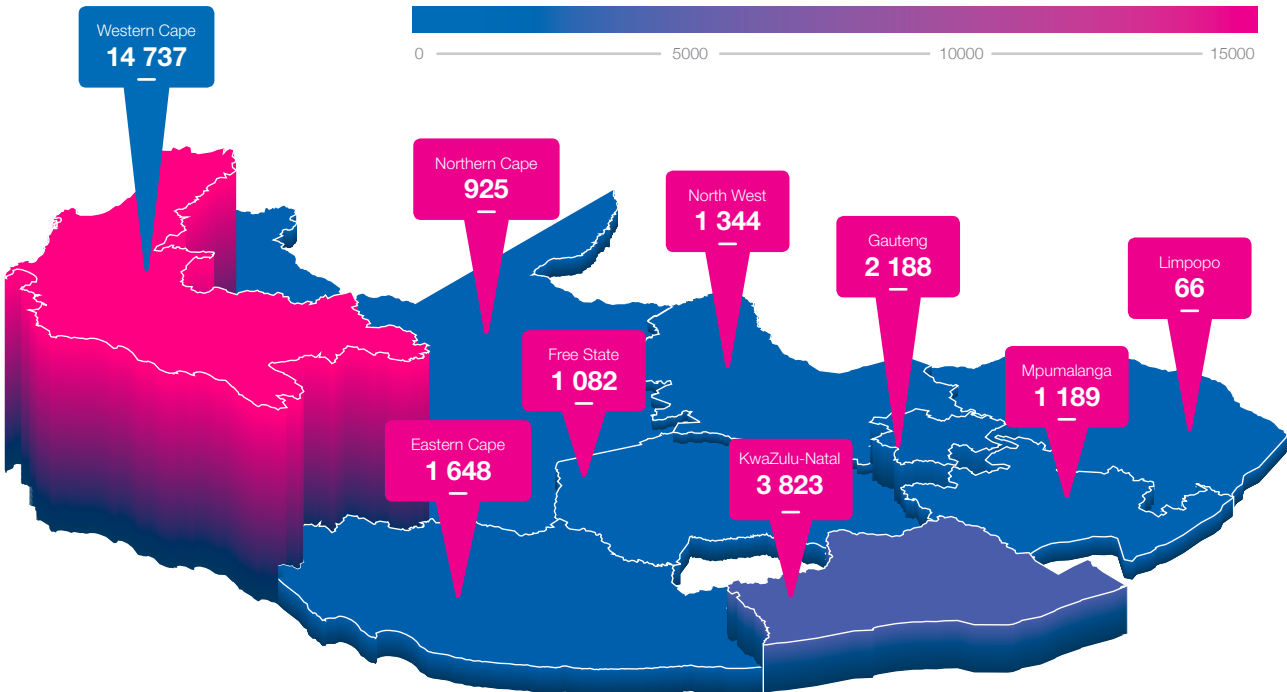 Western Cape
14 737
0 5000 10000 15000
Northern Cape
925
North West
1 344
Gauteng
2 188
Limpopo
66
Free State
1 082
Mpumalanga
1 189
Eastern Cape
1 648
KwaZulu-Natal
3 823